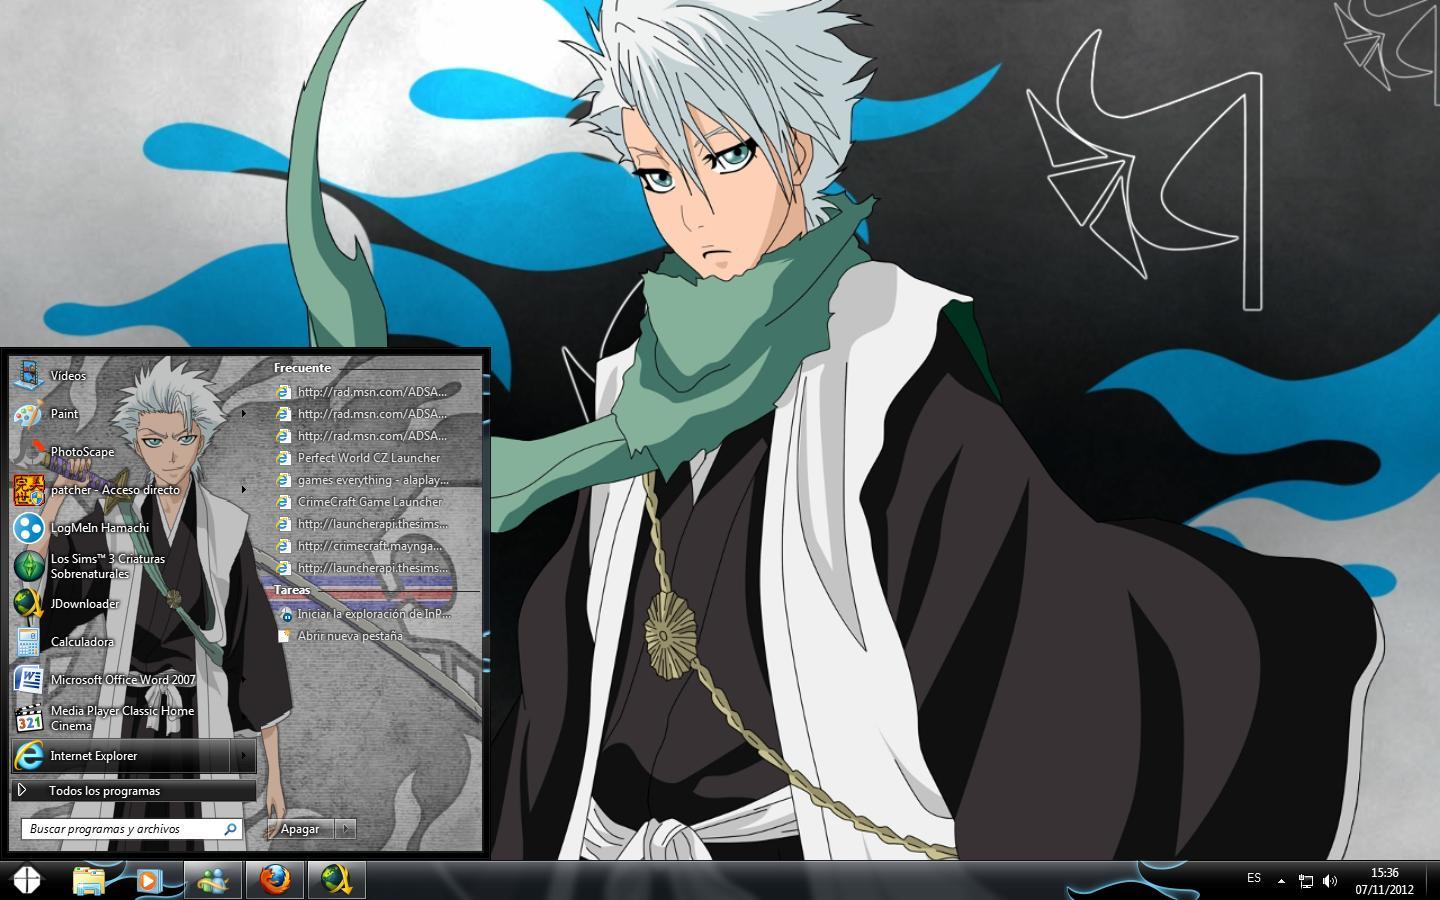 Vídeos
Paint
PhotoScape
patcher - Acceso directo
LogMeIn Hamachi
Los Sims™ 3 Criaturas
Sobrenaturales
JDownloader
Calculadora
Microsoft Office Word 2007
Media Player Classic Home
Cinema
321
Internet Explorer
Todos los programas
Buscar programas y archivos
Frecuente
http://rad.msn.com/ADSA...
http://rad.msn.com/ADSA...
http://rad.msn.com/ADSA...
Perfect World CZ Launcher
games everything - alaplay...
CrimeCraft Game Launcher
http://launcherapi.thesims...
http://crimecraft.maynga...
http://launcherapi.thesims...
Tareas
Iniciar la exploración de InP...
Abrir nueva pestaña
Apagar
ES
15:36
07/11/2012